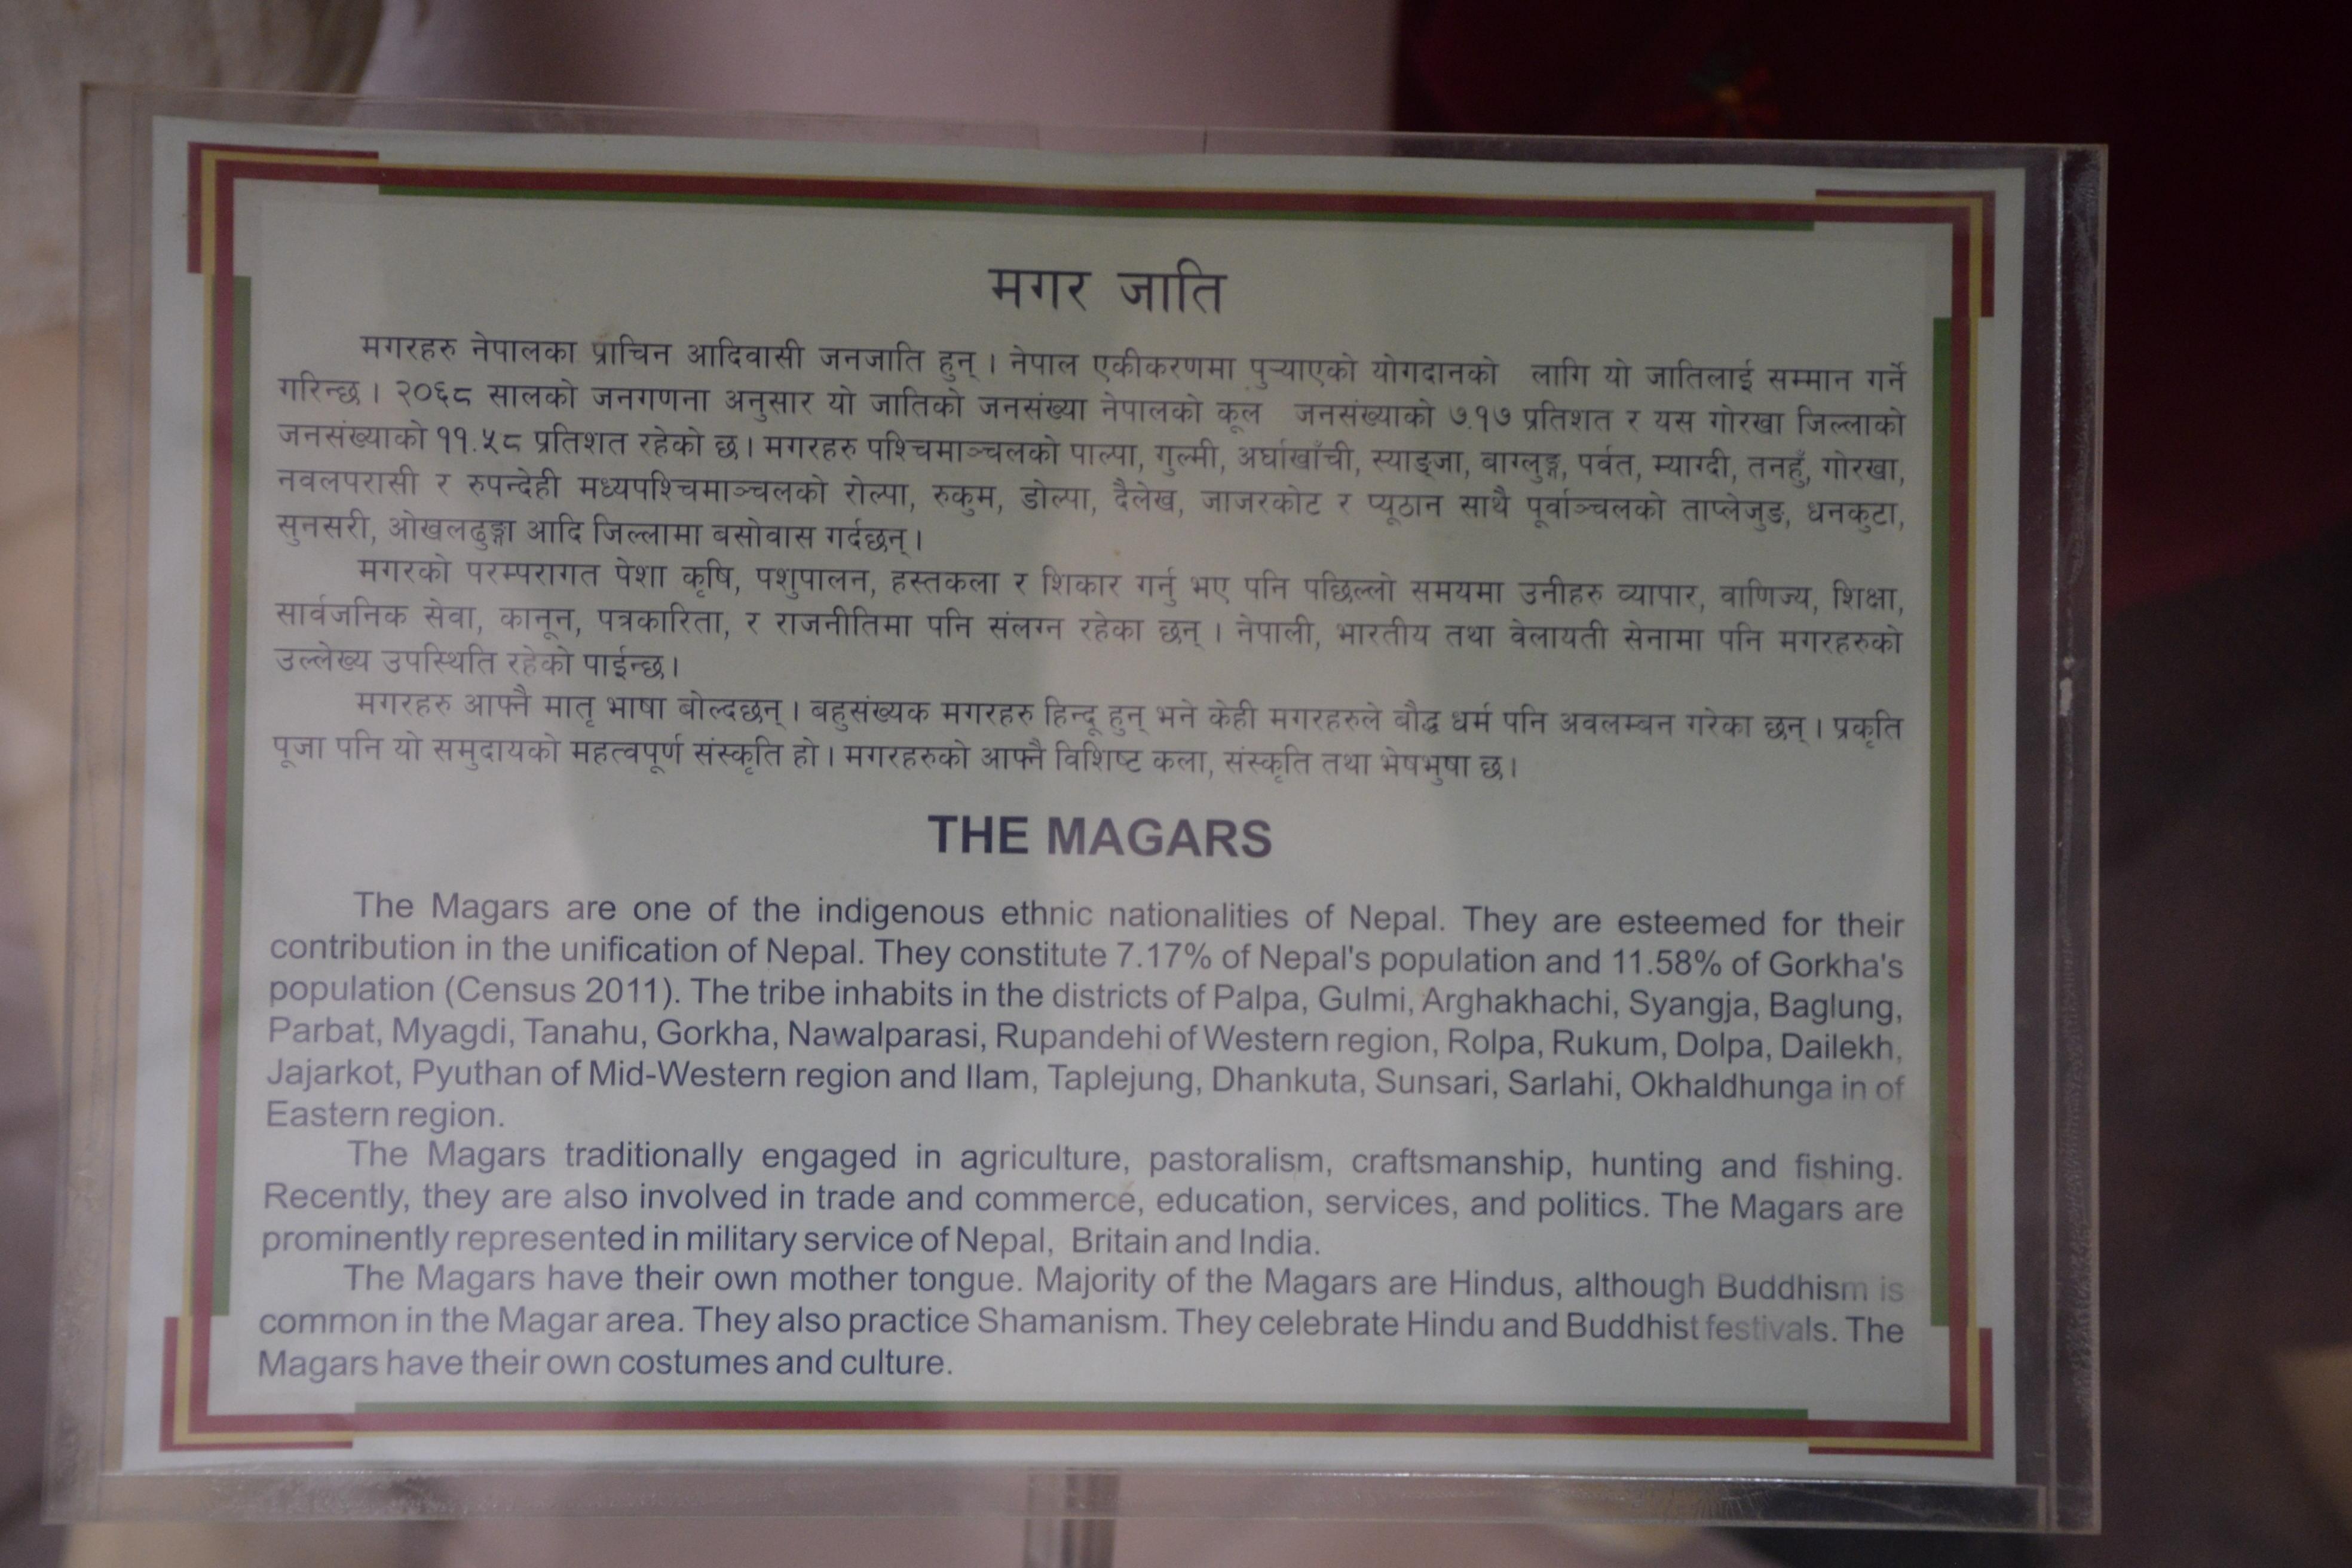 मगर जाति
मगरहरु नेपालका प्राचिन आदिवासी जनजाति हुन् । नेपाल एकीकरणमा पुर्‍याएको योगदानको लागि यो जातिलाई सम्मान गर्ने
गरिन्छ । २०६८ सालको जनगणना अनुसार यो जातिको जनसंख्या नेपालको कूल जनसंख्याको ७.१७ प्रतिशत र यस गोरखा जिल्लाको
जनसंख्याको ११.५८ प्रतिशत रहेको छ । मगरहरु पश्चिमाञ्चलको पाल्पा, गुल्मी, अर्घाखाँची, स्याङ्जा, वाग्लुङ्ग, पर्वत, म्याग्दी, तनहुँ, गोरखा,
नवलपरासी र रुपन्देही मध्यपश्चिमाञ्चलको रोल्पा, रुकुम, डोल्पा, दैलेख, जाजरकोट र प्यूठान साथै पूर्वाञ्चलको ताप्लेजुङ, धनकुटा,
सुनसरी, ओखलढुङ्गा आदि जिल्लामा बसोवास गर्दछन् ।
मगरको परम्परागत पेशा कृषि, पशुपालन, हस्तकला र शिकार गर्नु भए पनि पछिल्लो समयमा उनीहरु व्यापार, वाणिज्य, शिक्षा,
सार्वजनिक सेवा, कानून, पत्रकारिता, र राजनीतिमा पनि संलग्न रहेका छन् । नेपाली, भारतीय तथा वेलायती सेनामा पनि मगरहरुको
उल्लेख्य उपस्थिति रहेको पाईन्छ ।
मगरहरु आफ्नै मातृ भाषा बोल्दछन् । बहुसंख्यक मगरहरु हिन्दू हुन् भने केही मगरहरुले बौद्ध धर्म पनि अवलम्बन गरेका छन् । प्रकृति
पूजा पनि यो समुदायको महत्वपूर्ण संस्कृति हो । मगरहरुको आफ्नै विशिष्ट कला, संस्कृति तथा भेषभुषा छ ।
THE MAGARS
The Magars are one of the indigenous ethnic nationalities of Nepal. They are esteemed for their
contribution in the unification of Nepal. They constitute 7.17% of Nepal's population and 11.58% of Gorkha's
population (Census 2011). The tribe inhabits in the districts of Palpa, Gulmi, Arghakhachi, Syangja, Baglung,
Parbat, Myagdi, Tanahu, Gorkha, Nawalparasi, Rupandehi of Western region, Rolpa, Rukum, Dolpa, Dailekh,
Jajarkot, Pyuthan of Mid-Western region and Ilam, Taplejung, Dhankuta, Sunsari, Sarlahi, Okhaldhunga in of
Eastern region.
The Magars traditionally engaged in agriculture, pastoralism, craftsmanship, hunting and fishing.
Recently, they are also involved in trade and commerce, education, services, and politics. The Magars are
prominently represented in military service of Nepal, Britain and India.
The Magars have their own mother tongue. Majority of the Magars are Hindus, although Buddhism is
common in the Magar area. They also practice Shamanism. They celebrate Hindu and Buddhist festivals. The
Magars have their own costumes and culture.